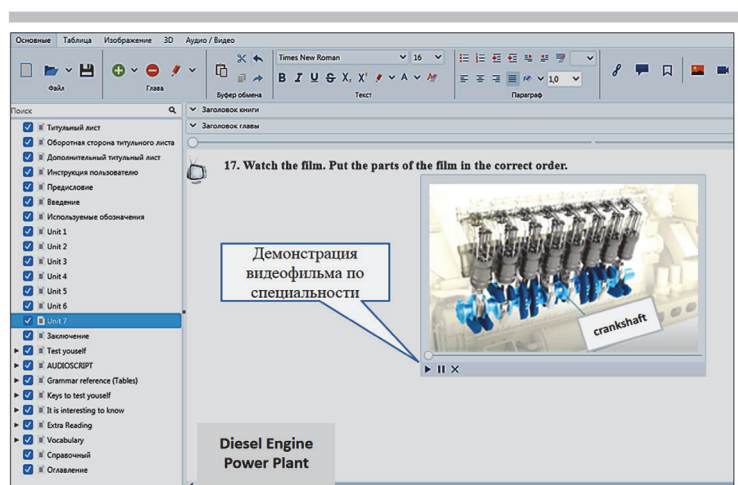 Основные Таблица Изображение 3D Аудио / Видео
Times New Roman 16
B I U S X, X' A
1,0
Файл Глава Буфер обмена Текст Параграф
Поиск
Заголовок книги
Заголовок главы
Титульный лист
Оборотная сторона титульного листа
Дополнительный титульный лист
Инструкция пользователю
Предисловие
Введение
Используемые обозначения
Unit 1
Unit 2
Unit 3
Unit 4
Unit 5
Unit 6
Unit 7
Заключение
Test youself
AUDIOSCRIPT
Grammar reference (Tables)
Keys to test youself
It is interesting to know
Extra Reading
Vocabulary
Справочный
Оглавление
17. Watch the film. Put the parts of the film in the correct order.
Демонстрация
видеофильма по
специальности
crankshaft
Diesel Engine
Power Plant